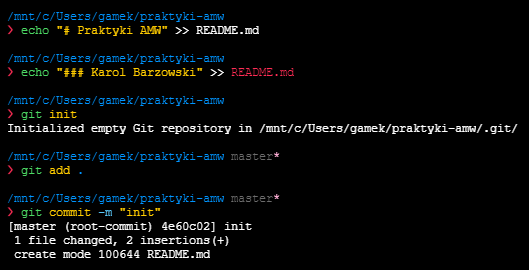 /mnt/c/Users/gamek/praktyki-amw
❯ echo "# Praktyki AMW" >> README.md
/mnt/c/Users/gamek/praktyki-amw
❯ echo "### Karol Barzowski" >> README.md
/mnt/c/Users/gamek/praktyki-amw
❯ git init
Initialized empty Git repository in /mnt/c/Users/gamek/praktyki-amw/.git/
/mnt/c/Users/gamek/praktyki-amw master*
❯ git add .
/mnt/c/Users/gamek/praktyki-amw master*
❯ git commit -m "init"
[master (root-commit) 4e60c02] init
1 file changed, 2 insertions(+)
create mode 100644 README.md